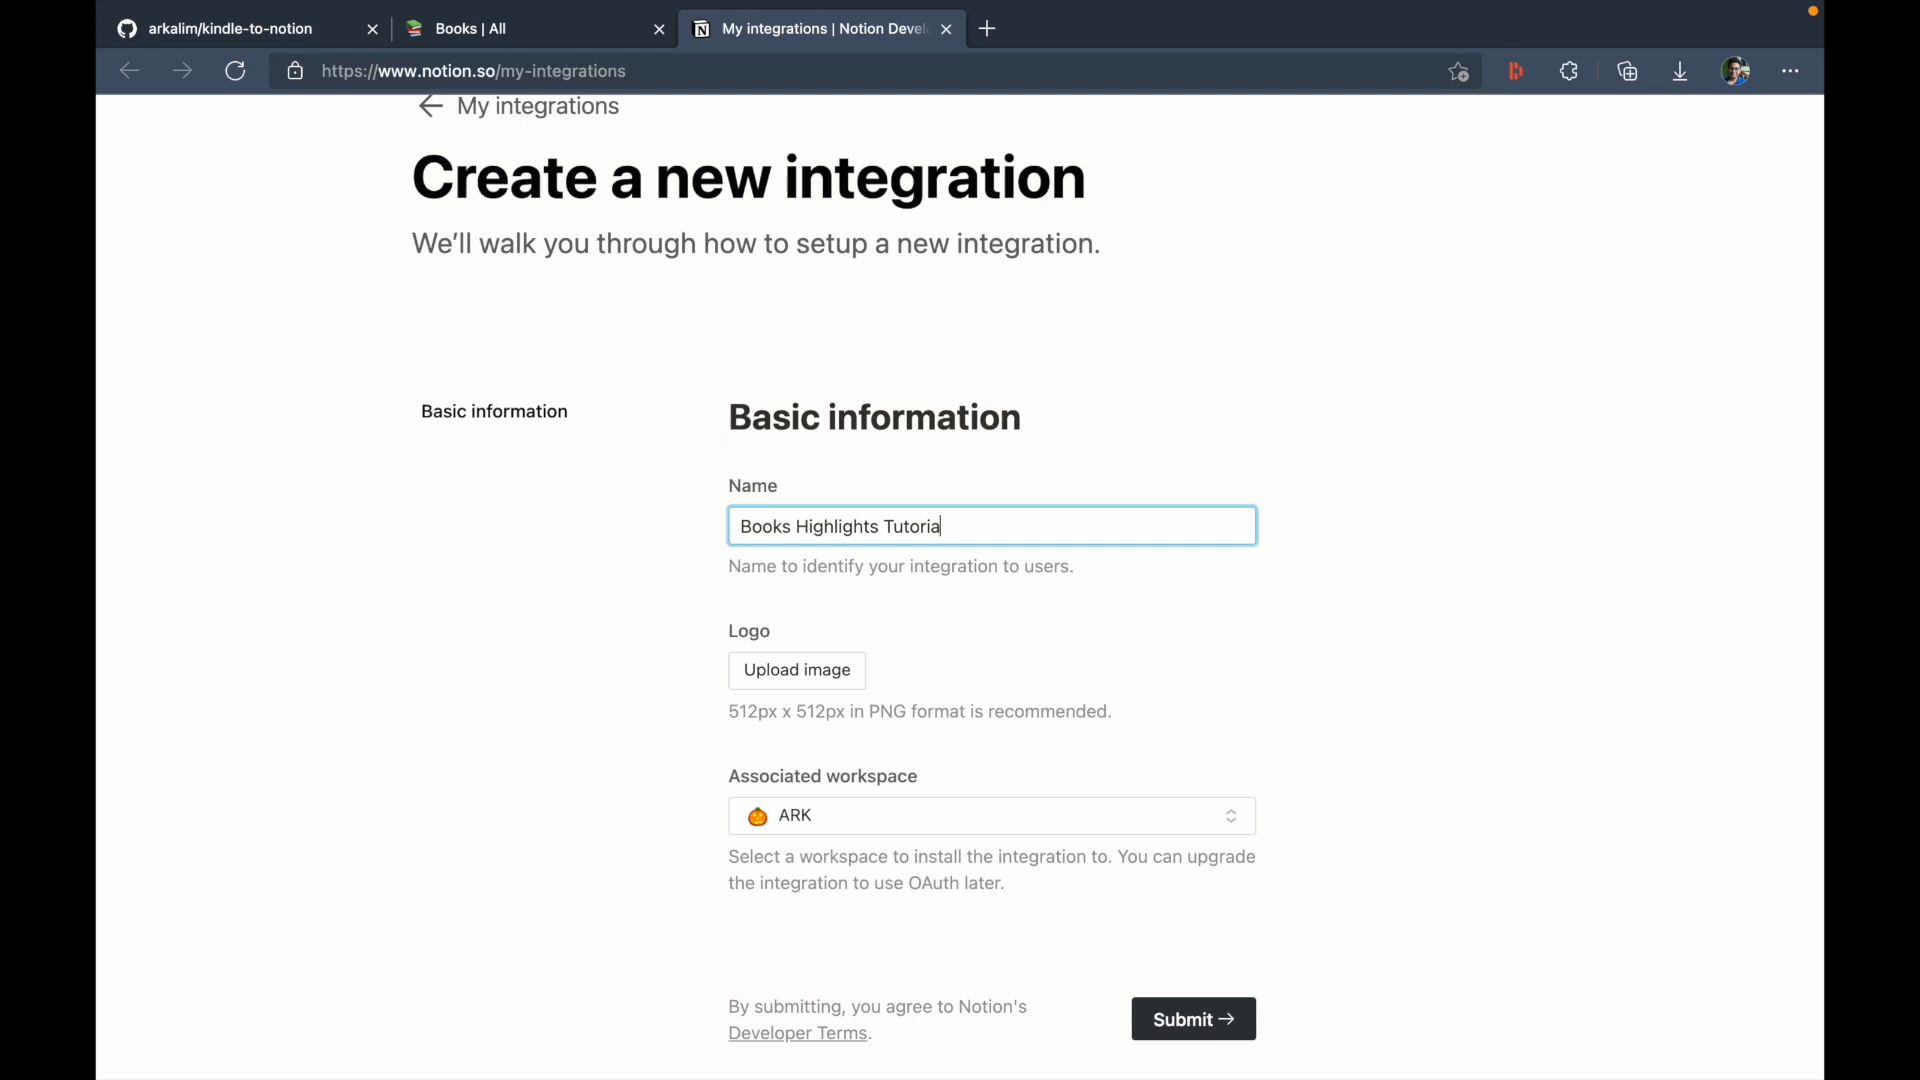 arkalim/kindle-to-notion
Books | All
My integrations | Notion Devel
https://www.notion.so/my-integrations
My integrations
Create a new integration
We'll walk you through how to setup a new integration.
Basic information
Basic information
Name
Books Highlights Tutoria
Name to identify your integration to users.
Logo
Upload image
512px x 512px in PNG format is recommended.
Associated workspace
ARK
Select a workspace to install the integration to. You can upgrade
the integration to use OAuth later.
By submitting, you agree to Notion's
Developer Terms.
Submit →